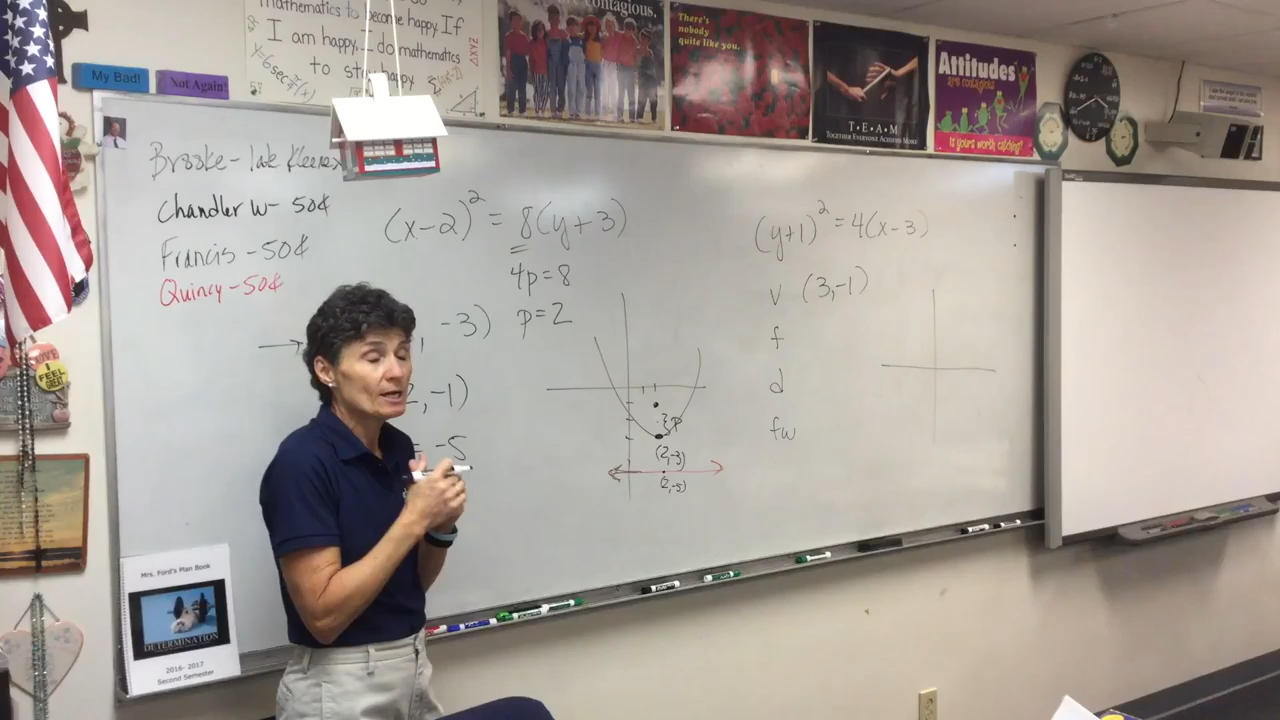 mathematics to become happy. If
I am happy, I do mathematics
to stay happy.
ΔXYZ
contagious.
There's
nobody
quite like you.
T•E•A•M
TOGETHER EVERYONE ACHIEVES MORE
Attitudes
are contagious
Is yours worth catching?
My Bad!
Not Again!
Brooke - late Kleenex
Chandler W - 50¢
Francis - 50¢
Quincy - 50¢
(x-2)² = 8(y+3)
4p=8
p=2
, -3)
, -1)
= -5
p
(2,-3)
(2,-5)
(y+1)² = 4(x-3)
v (3,-1)
f
d
fw
I FEEL
GREAT
Mrs. Ford's Plan Book
DETERMINATION
2016- 2017
Second Semester